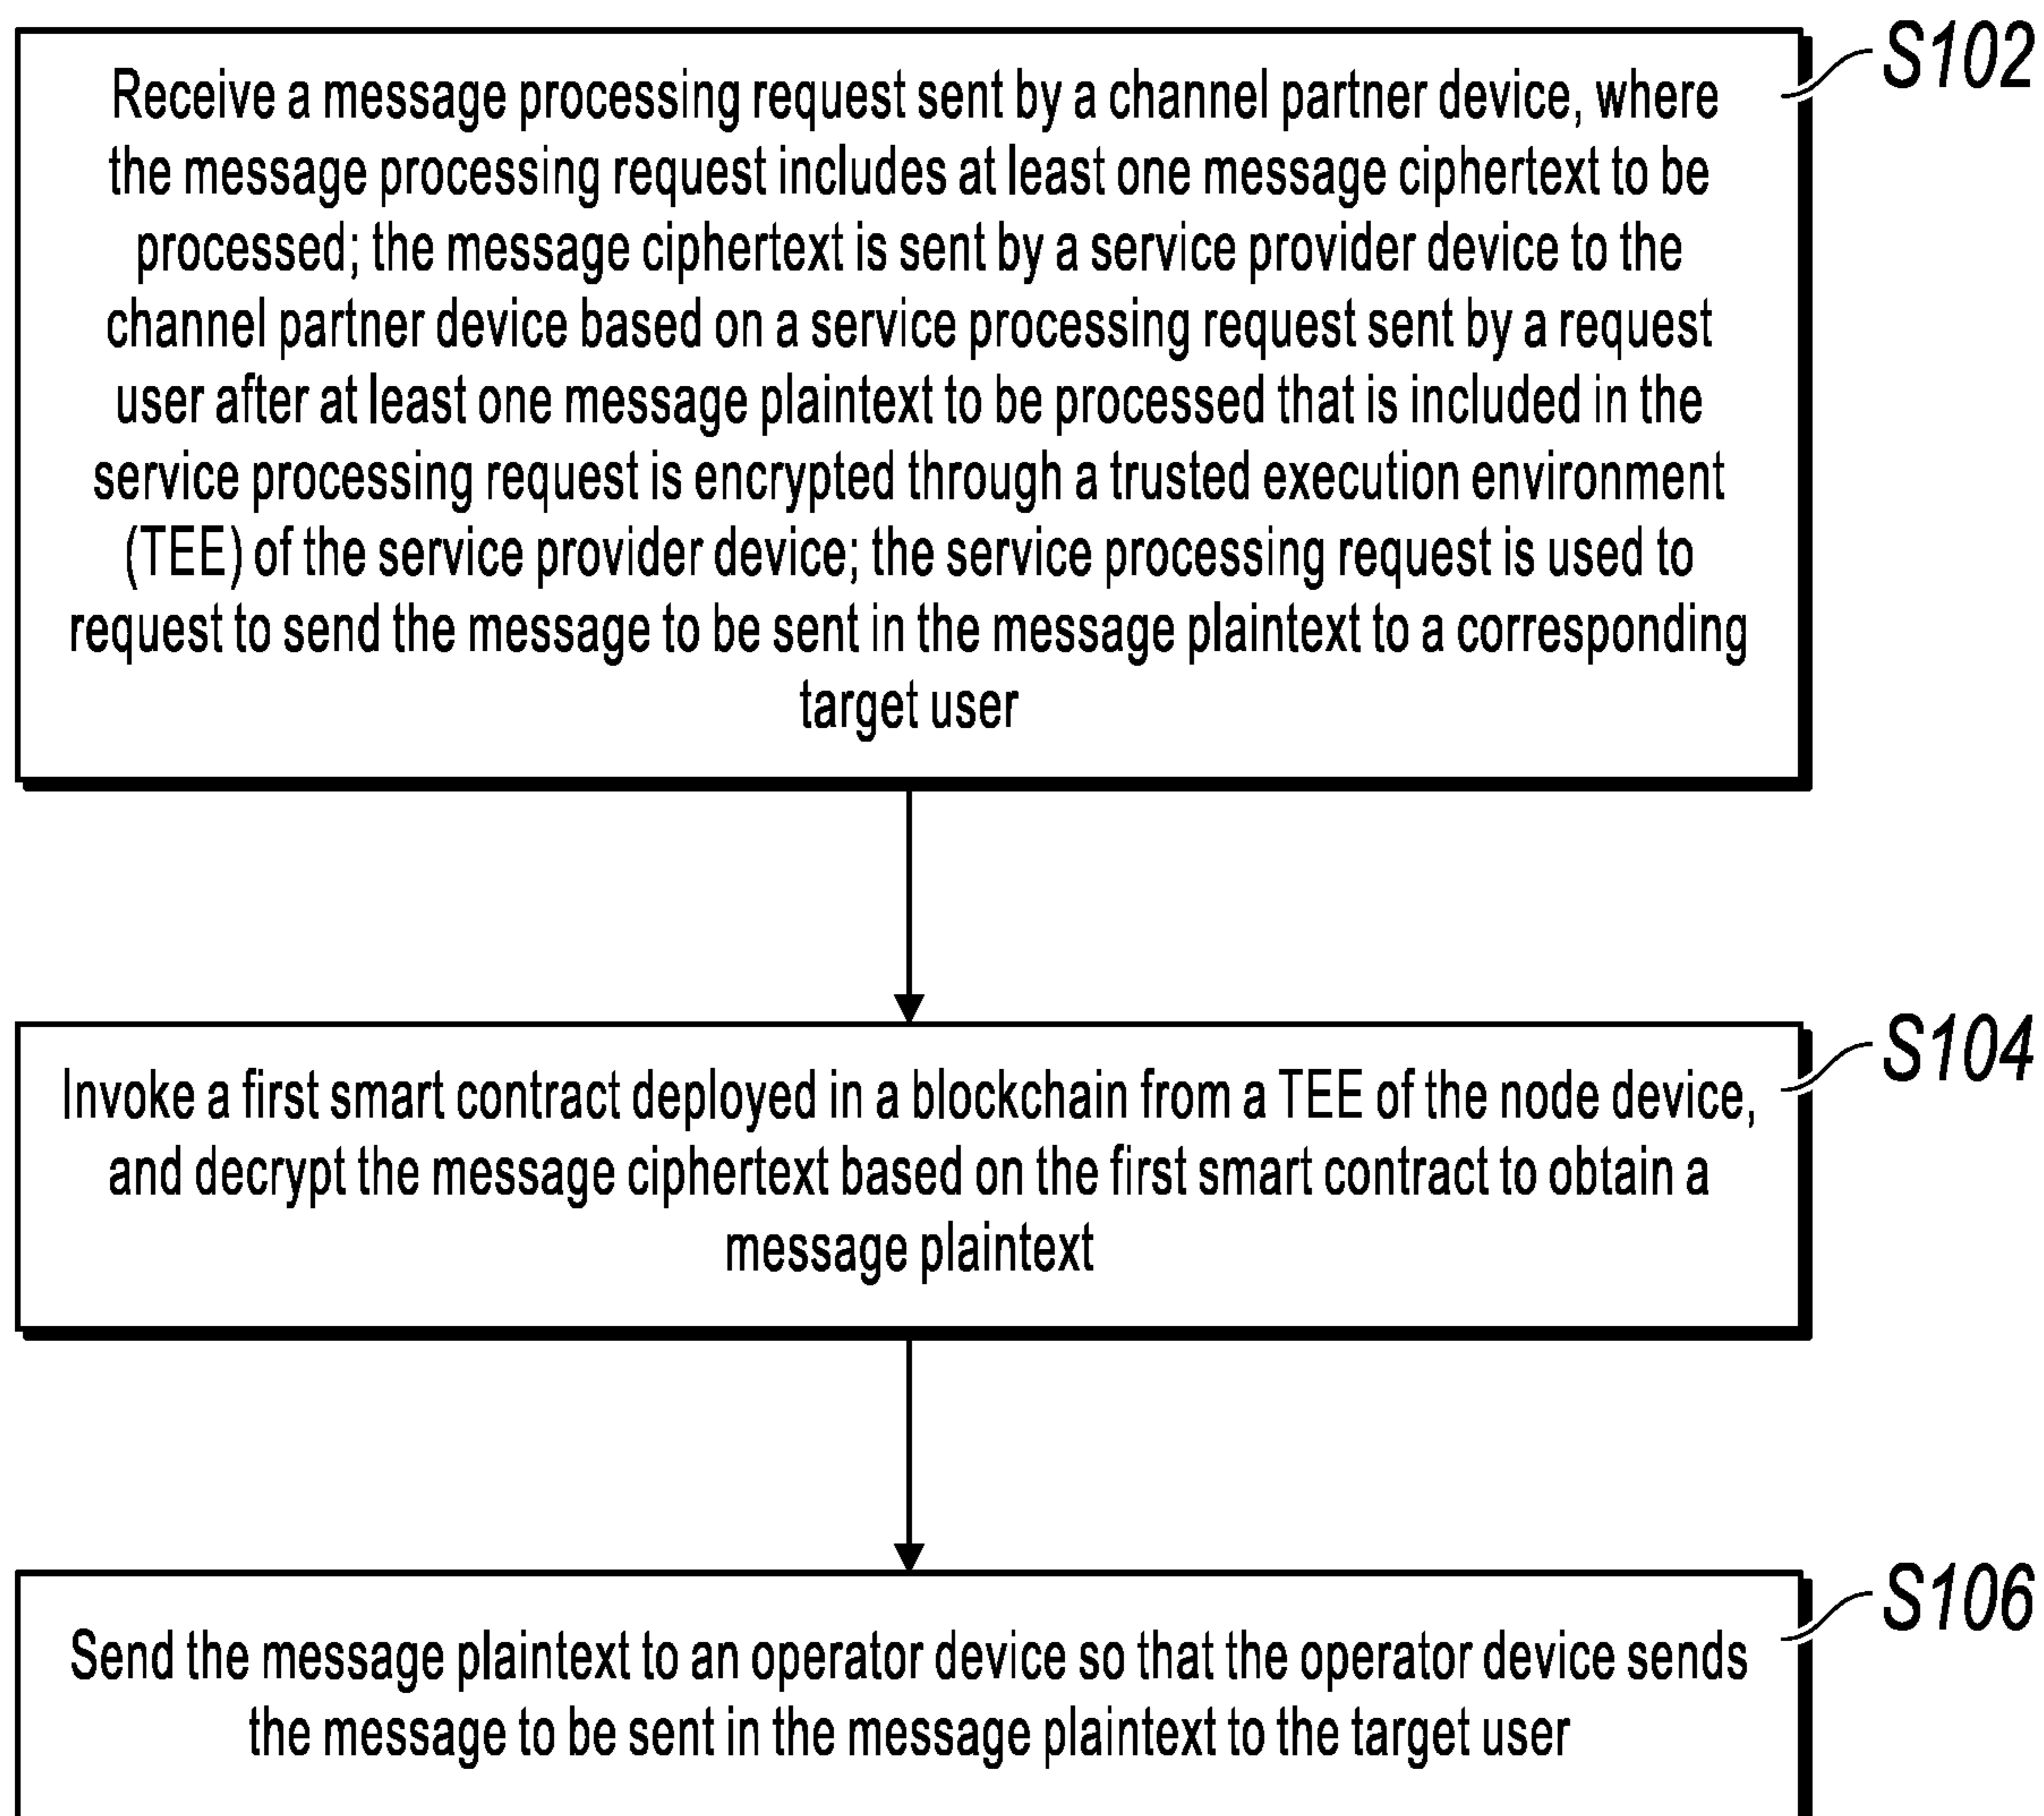 S102
Receive a message processing request sent by a channel partner device, where
the message processing request includes at least one message ciphertext to be
processed; the message ciphertext is sent by a service provider device to the
channel partner device based on a service processing request sent by a request
user after at least one message plaintext to be processed that is included in the
service processing request is encrypted through a trusted execution environment
(TEE) of the service provider device; the service processing request is used to
request to send the message to be sent in the message plaintext to a corresponding
target user
S104
Invoke a first smart contract deployed in a blockchain from a TEE of the node device,
and decrypt the message ciphertext based on the first smart contract to obtain a
message plaintext
S106
Send the message plaintext to an operator device so that the operator device sends
the message to be sent in the message plaintext to the target user